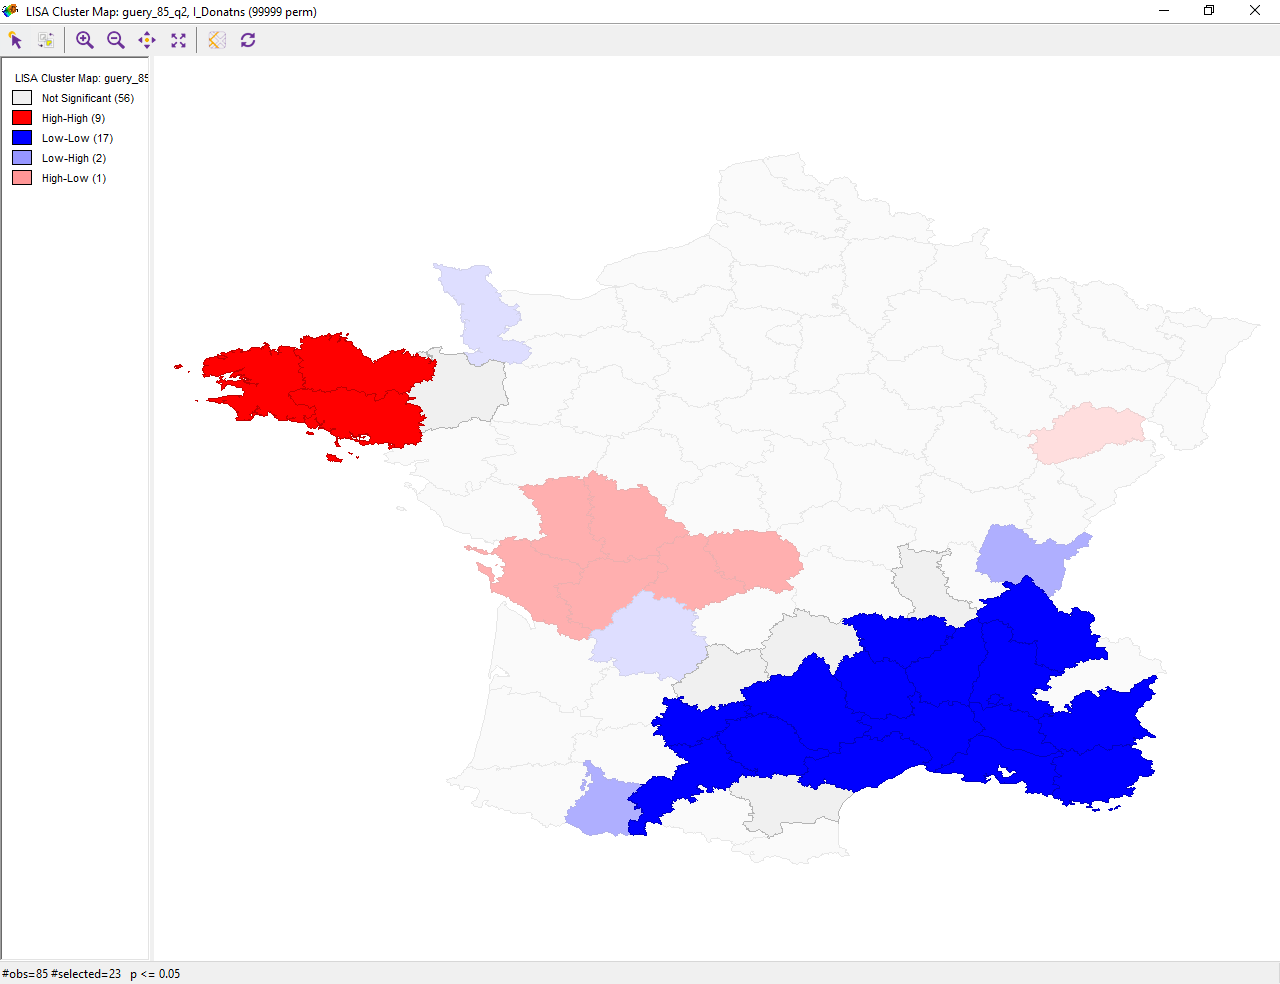 LISA Cluster Map: guery_85_q2, I_Donatns (99999 perm)
LISA Cluster Map: guery_85
Not Significant (56)
High-High (9)
Low-Low (17)
Low-High (2)
High-Low (1)
#obs=85 #selected=23 p <= 0.05